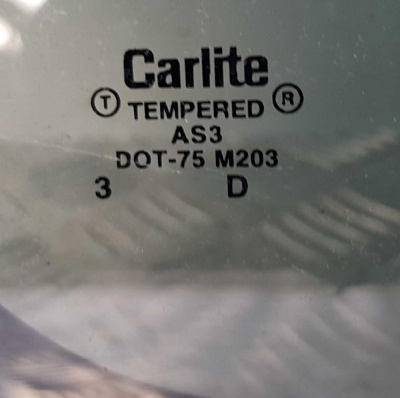 Carlite
Ⓣ TEMPERED ®
AS3
DOT-75 M203
3 D